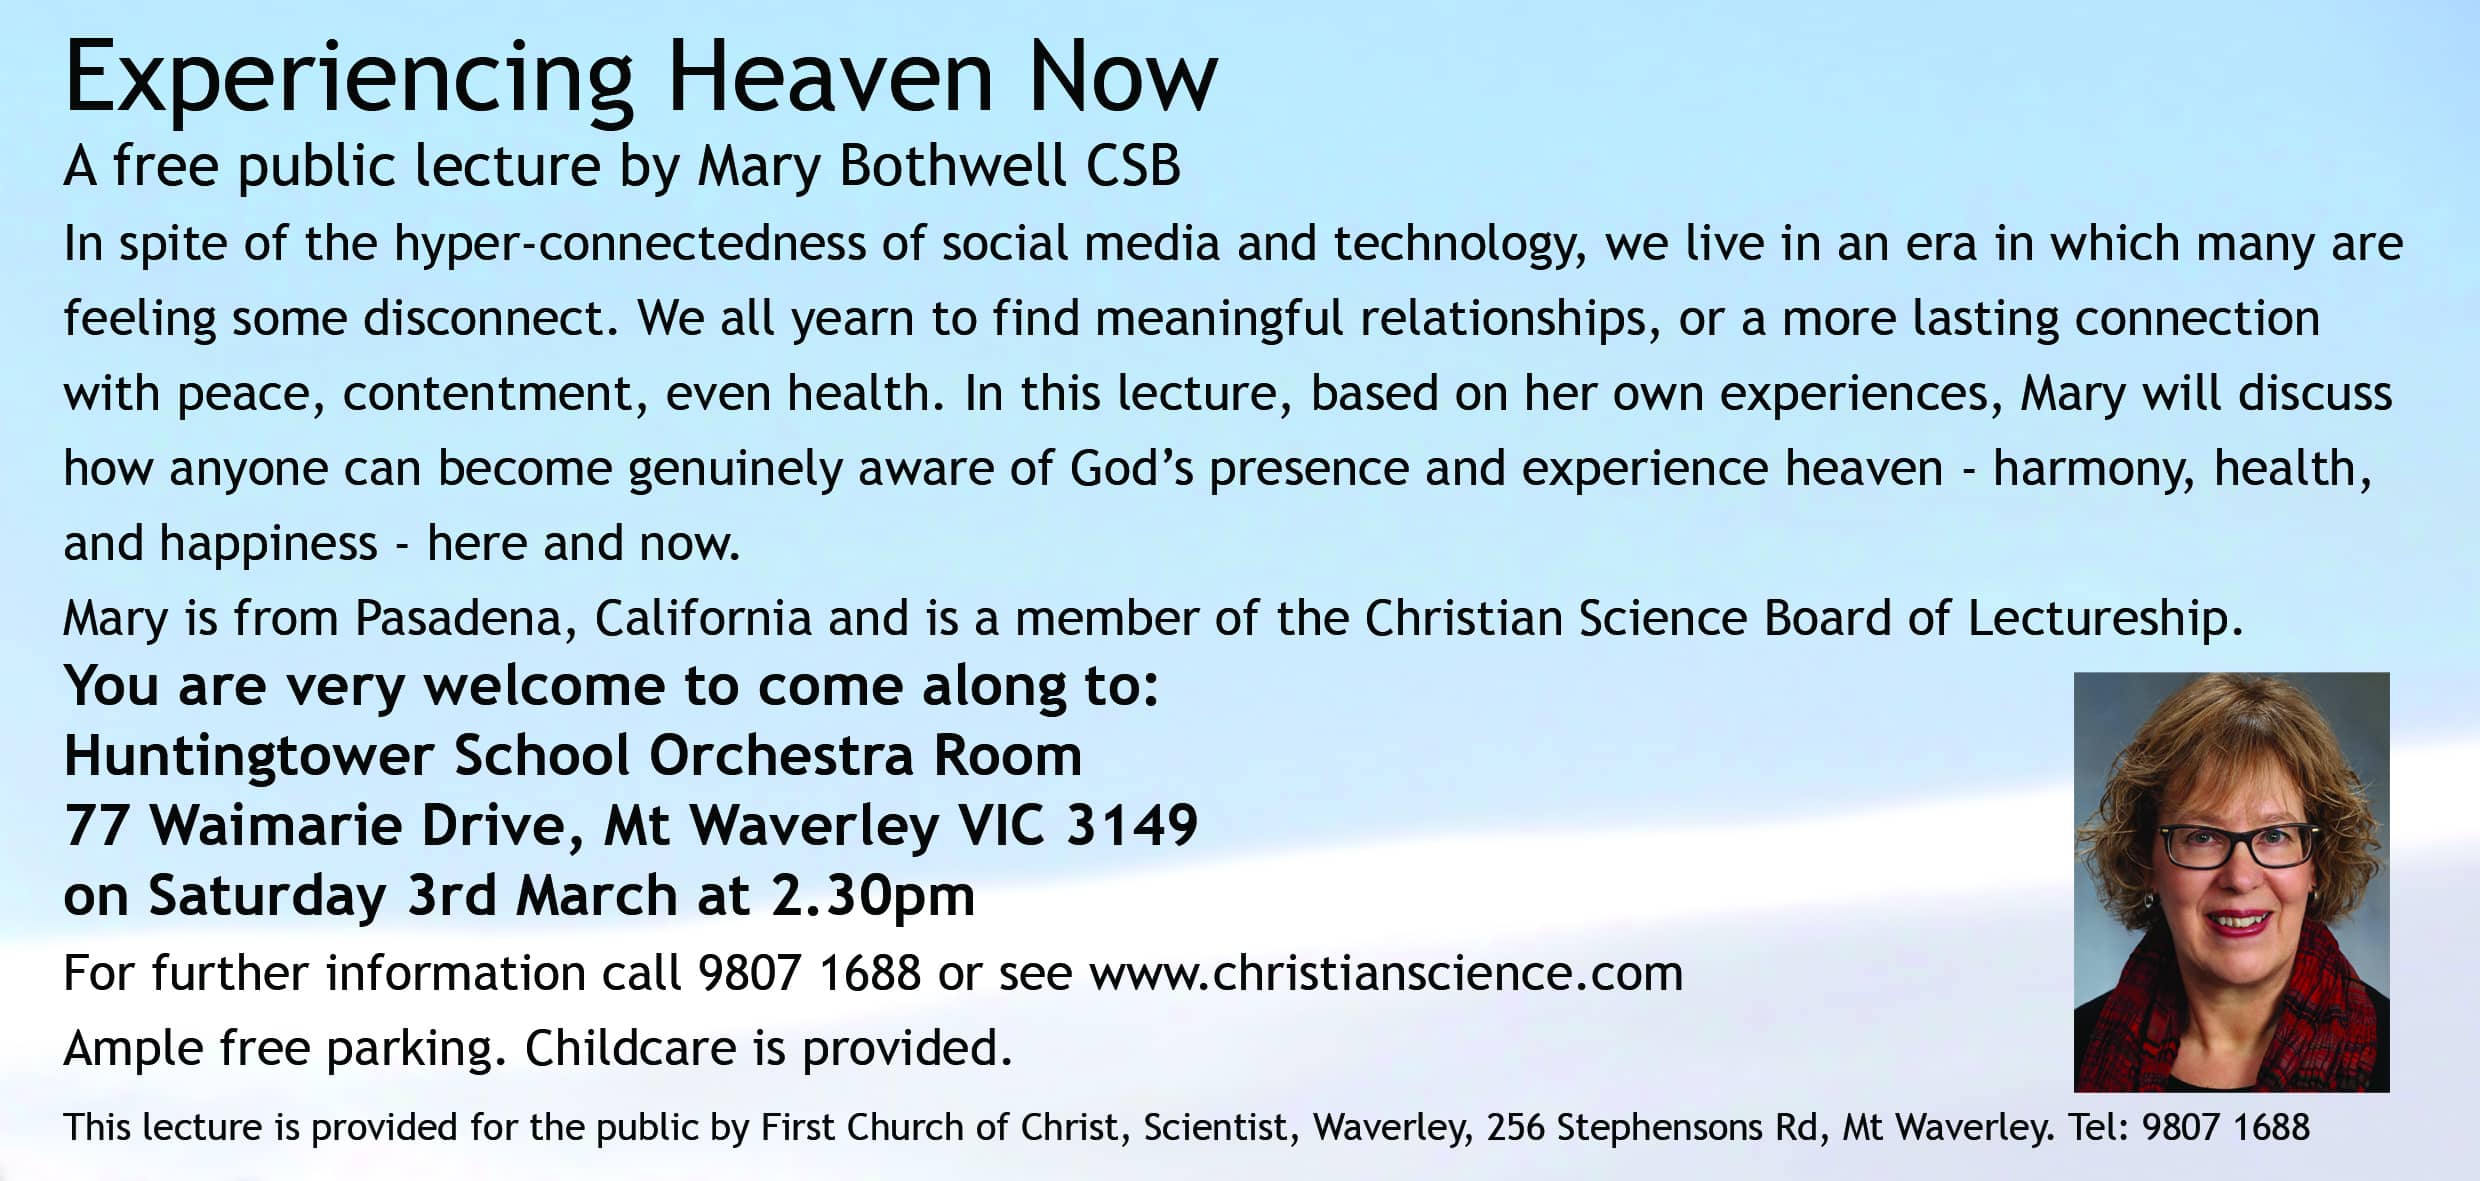 Experiencing Heaven Now
A free public lecture by Mary Bothwell CSB
In spite of the hyper-connectedness of social media and technology, we live in an era in which many are
feeling some disconnect. We all yearn to find meaningful relationships, or a more lasting connection
with peace, contentment, even health. In this lecture, based on her own experiences, Mary will discuss
how anyone can become genuinely aware of God’s presence and experience heaven - harmony, health,
and happiness - here and now.
Mary is from Pasadena, California and is a member of the Christian Science Board of Lectureship.
You are very welcome to come along to:
Huntingtower School Orchestra Room
77 Waimarie Drive, Mt Waverley VIC 3149
on Saturday 3rd March at 2.30pm
For further information call 9807 1688 or see www.christianscience.com
Ample free parking. Childcare is provided.
This lecture is provided for the public by First Church of Christ, Scientist, Waverley, 256 Stephensons Rd, Mt Waverley. Tel: 9807 1688